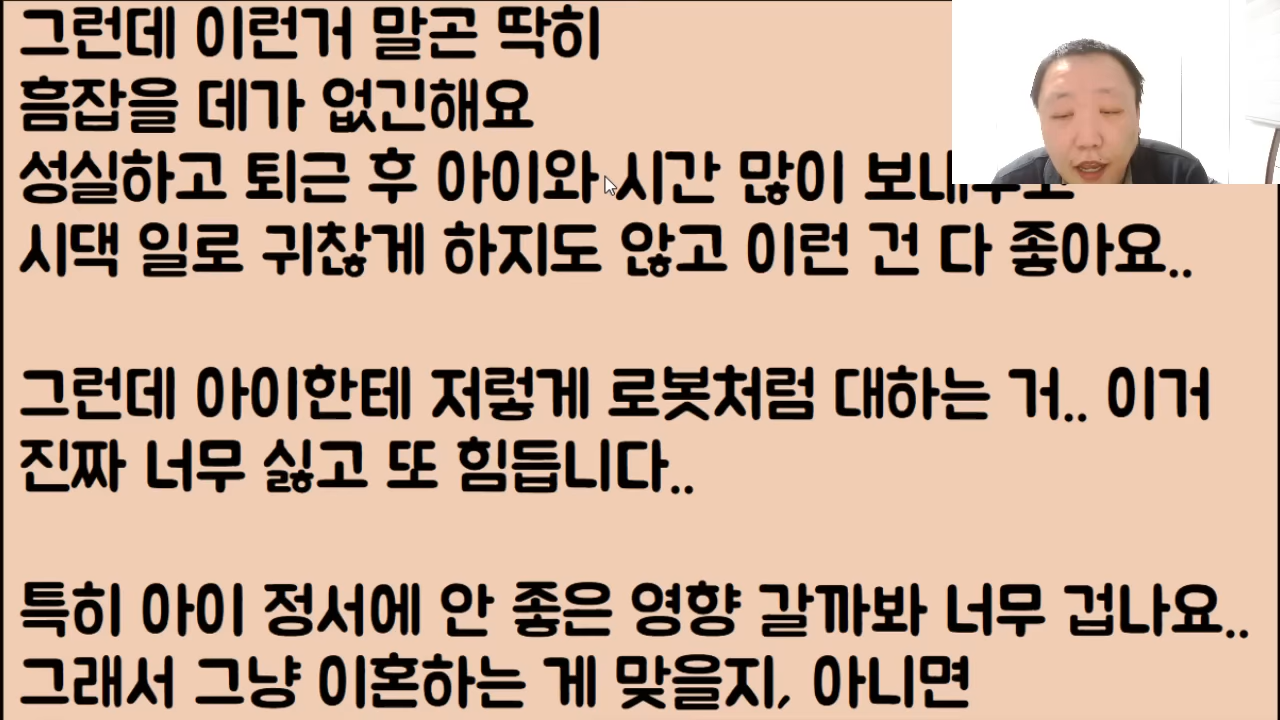 그런데 이런거 말곤 딱히
흠잡을 데가 없긴해요
성실하고 퇴근 후 아이와 시간 많이
시댁 일로 귀찮게 하지도 않고 이런 건 다 좋아요..
그런데 아이한테 저렇게 로봇처럼 대하는 거.. 이거
진짜 너무 싫고 또 힘듭니다..
특히 아이 정서에 안 좋은 영향 갈까봐 너무 겁나요..
그래서 그냥 이혼하는 게 맞을지, 아니면